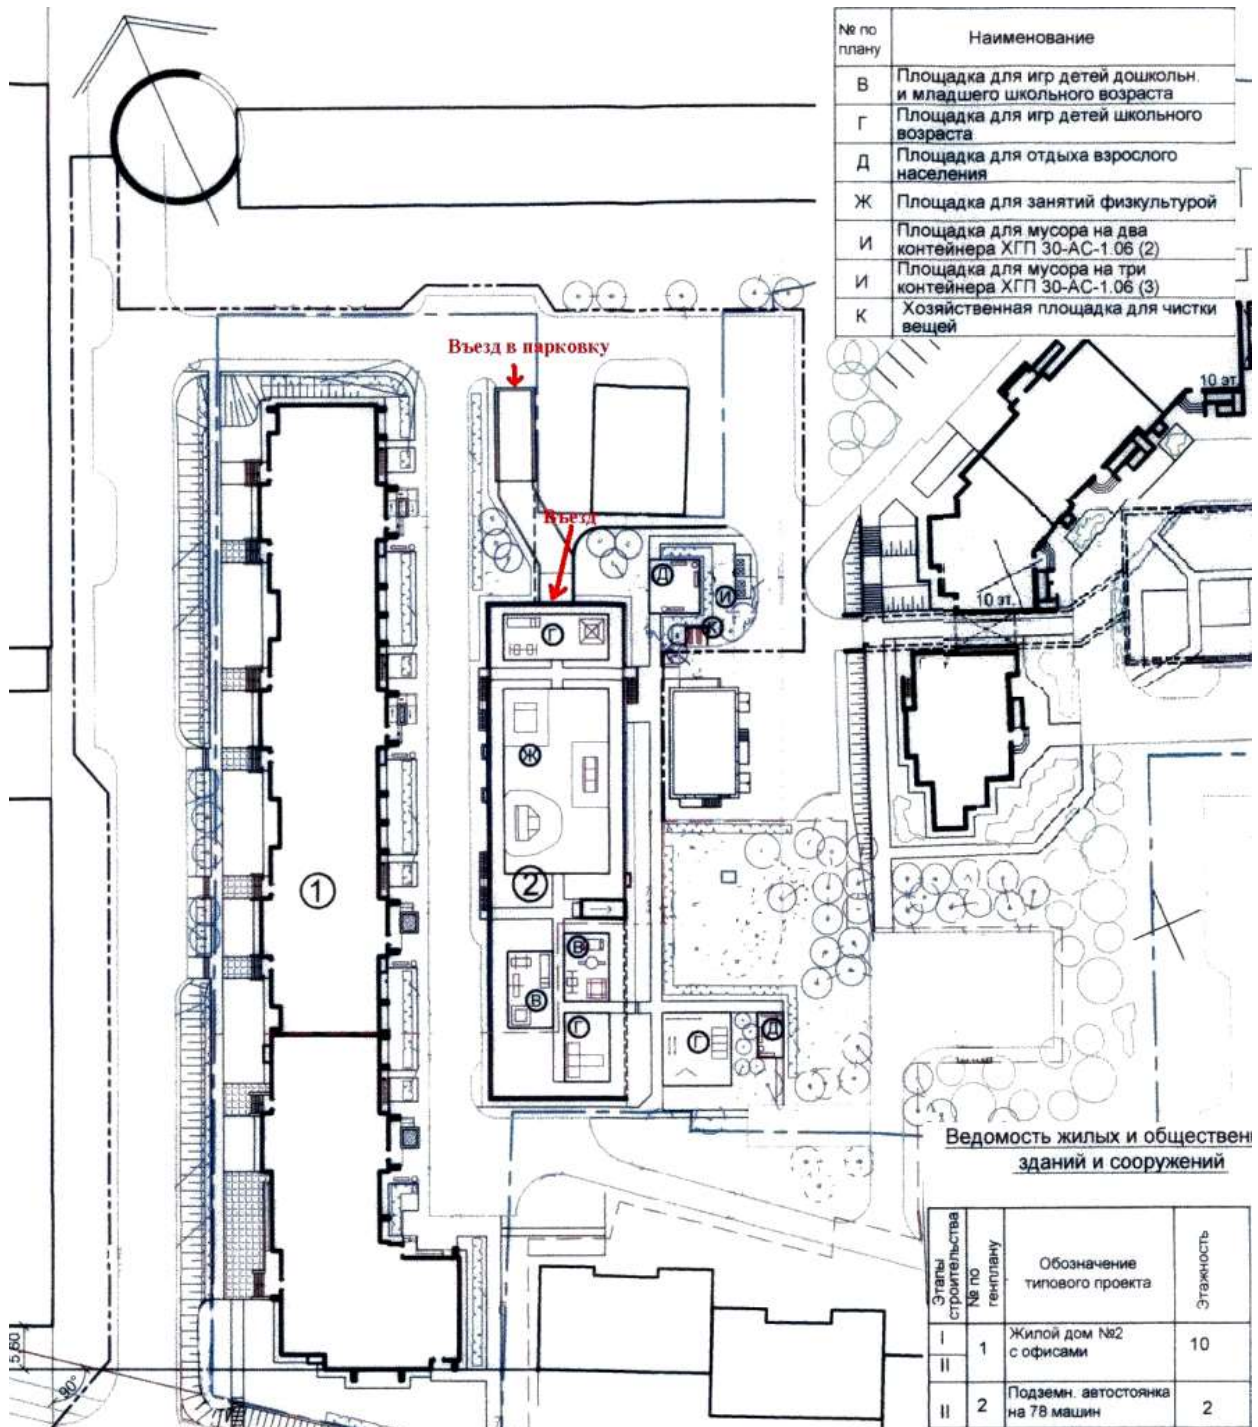 № по
плану
Наименование
В
Площадка для игр детей дошкольн.
и младшего школьного возраста
Г
Площадка для игр детей школьного
возраста
Д
Площадка для отдыха взрослого
населения
Ж
Площадка для занятий физкультурой
И
Площадка для мусора на два
контейнера ХГП 30-АС-1.06 (2)
И
Площадка для мусора на три
контейнера ХГП 30-АС-1.06 (3)
К
Хозяйственная площадка для чистки
вещей
Въезд в парковку
10 эт.
Въезд
Д
И
10 эт.
К
Г
Ж
1
2
В
В
Г
Г
Д
Ведомость жилых и обществен
зданий и сооружений
Этапы
строительства
№ по
генплану
Обозначение
типового проекта
Этажность
I
II
1
Жилой дом №2
с офисами
10
II
2
Подземн. автостоянка
на 78 машин
2
5,60
90°